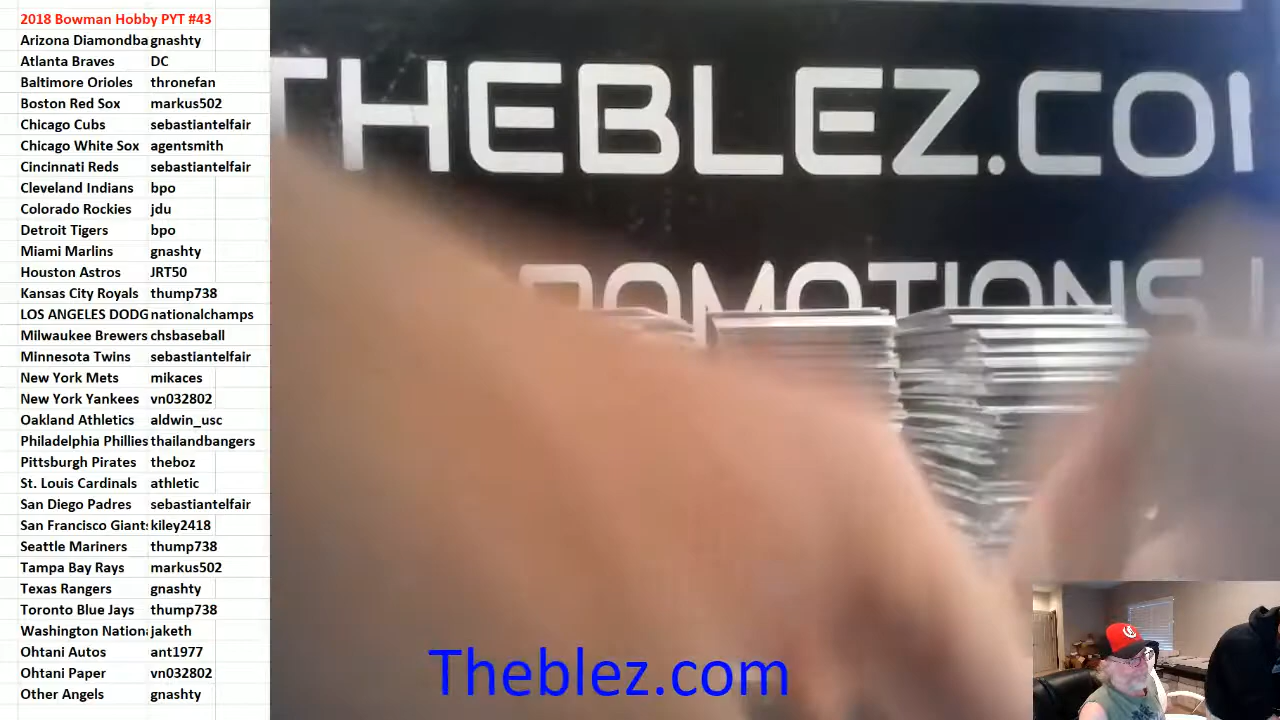 2018 Bowman Hobby PYT #43
Arizona Diamondba gnashty
Atlanta Braves DC
Baltimore Orioles thronefan
Boston Red Sox markus502
Chicago Cubs sebastiantelfair
Chicago White Sox agentsmith
Cincinnati Reds sebastiantelfair
Cleveland Indians bpo
Colorado Rockies jdu
Detroit Tigers bpo
Miami Marlins gnashty
Houston Astros JRT50
Kansas City Royals thump738
LOS ANGELES DODG nationalchamps
Milwaukee Brewers chsbaseball
Minnesota Twins sebastiantelfair
New York Mets mikaces
New York Yankees vn032802
Oakland Athletics aldwin_usc
Philadelphia Phillies thailandbangers
Pittsburgh Pirates theboz
St. Louis Cardinals athletic
San Diego Padres sebastiantelfair
San Francisco Giants kiley2418
Seattle Mariners thump738
Tampa Bay Rays markus502
Texas Rangers gnashty
Toronto Blue Jays thump738
Washington Nation jaketh
Ohtani Autos ant1977
Ohtani Paper vn032802
Other Angels gnashty
THEBLEZ.COM
ROMOTIONS
Theblez.com